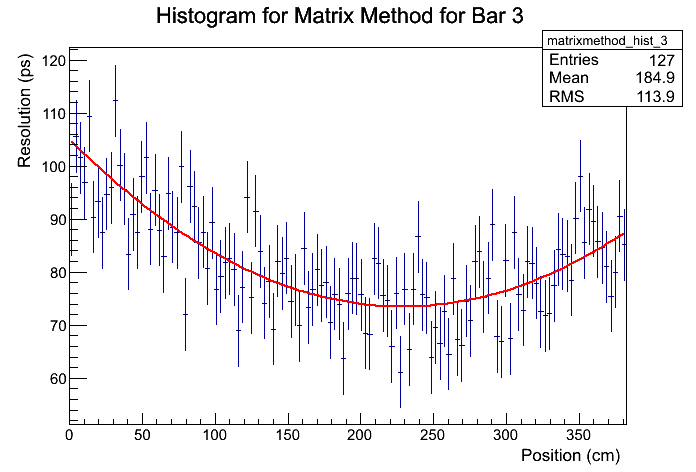 Histogram for Matrix Method for Bar 3
matrixmethod_hist_3
Entries 127
Mean 184.9
RMS 113.9
Resolution (ps)
120
110
100
90
80
70
60
0 50 100 150 200 250 300 350
Position (cm)